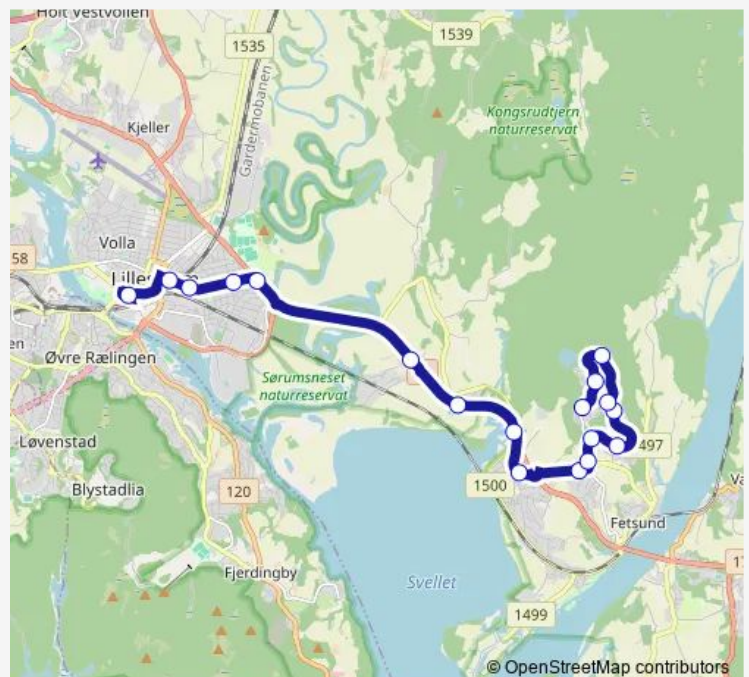 Holt Vestvollen
1535
1539
Kongsrudtjern
naturreservat
Gardermobanen
Kjeller
Volla
58
Øvre Rælingen
Sørumsneset
naturreservat
Løvenstad
497
Blystadlia
120
1500
Fetsund
Fjerdingby
Svellet
1499
© OpenStreetMap contributors